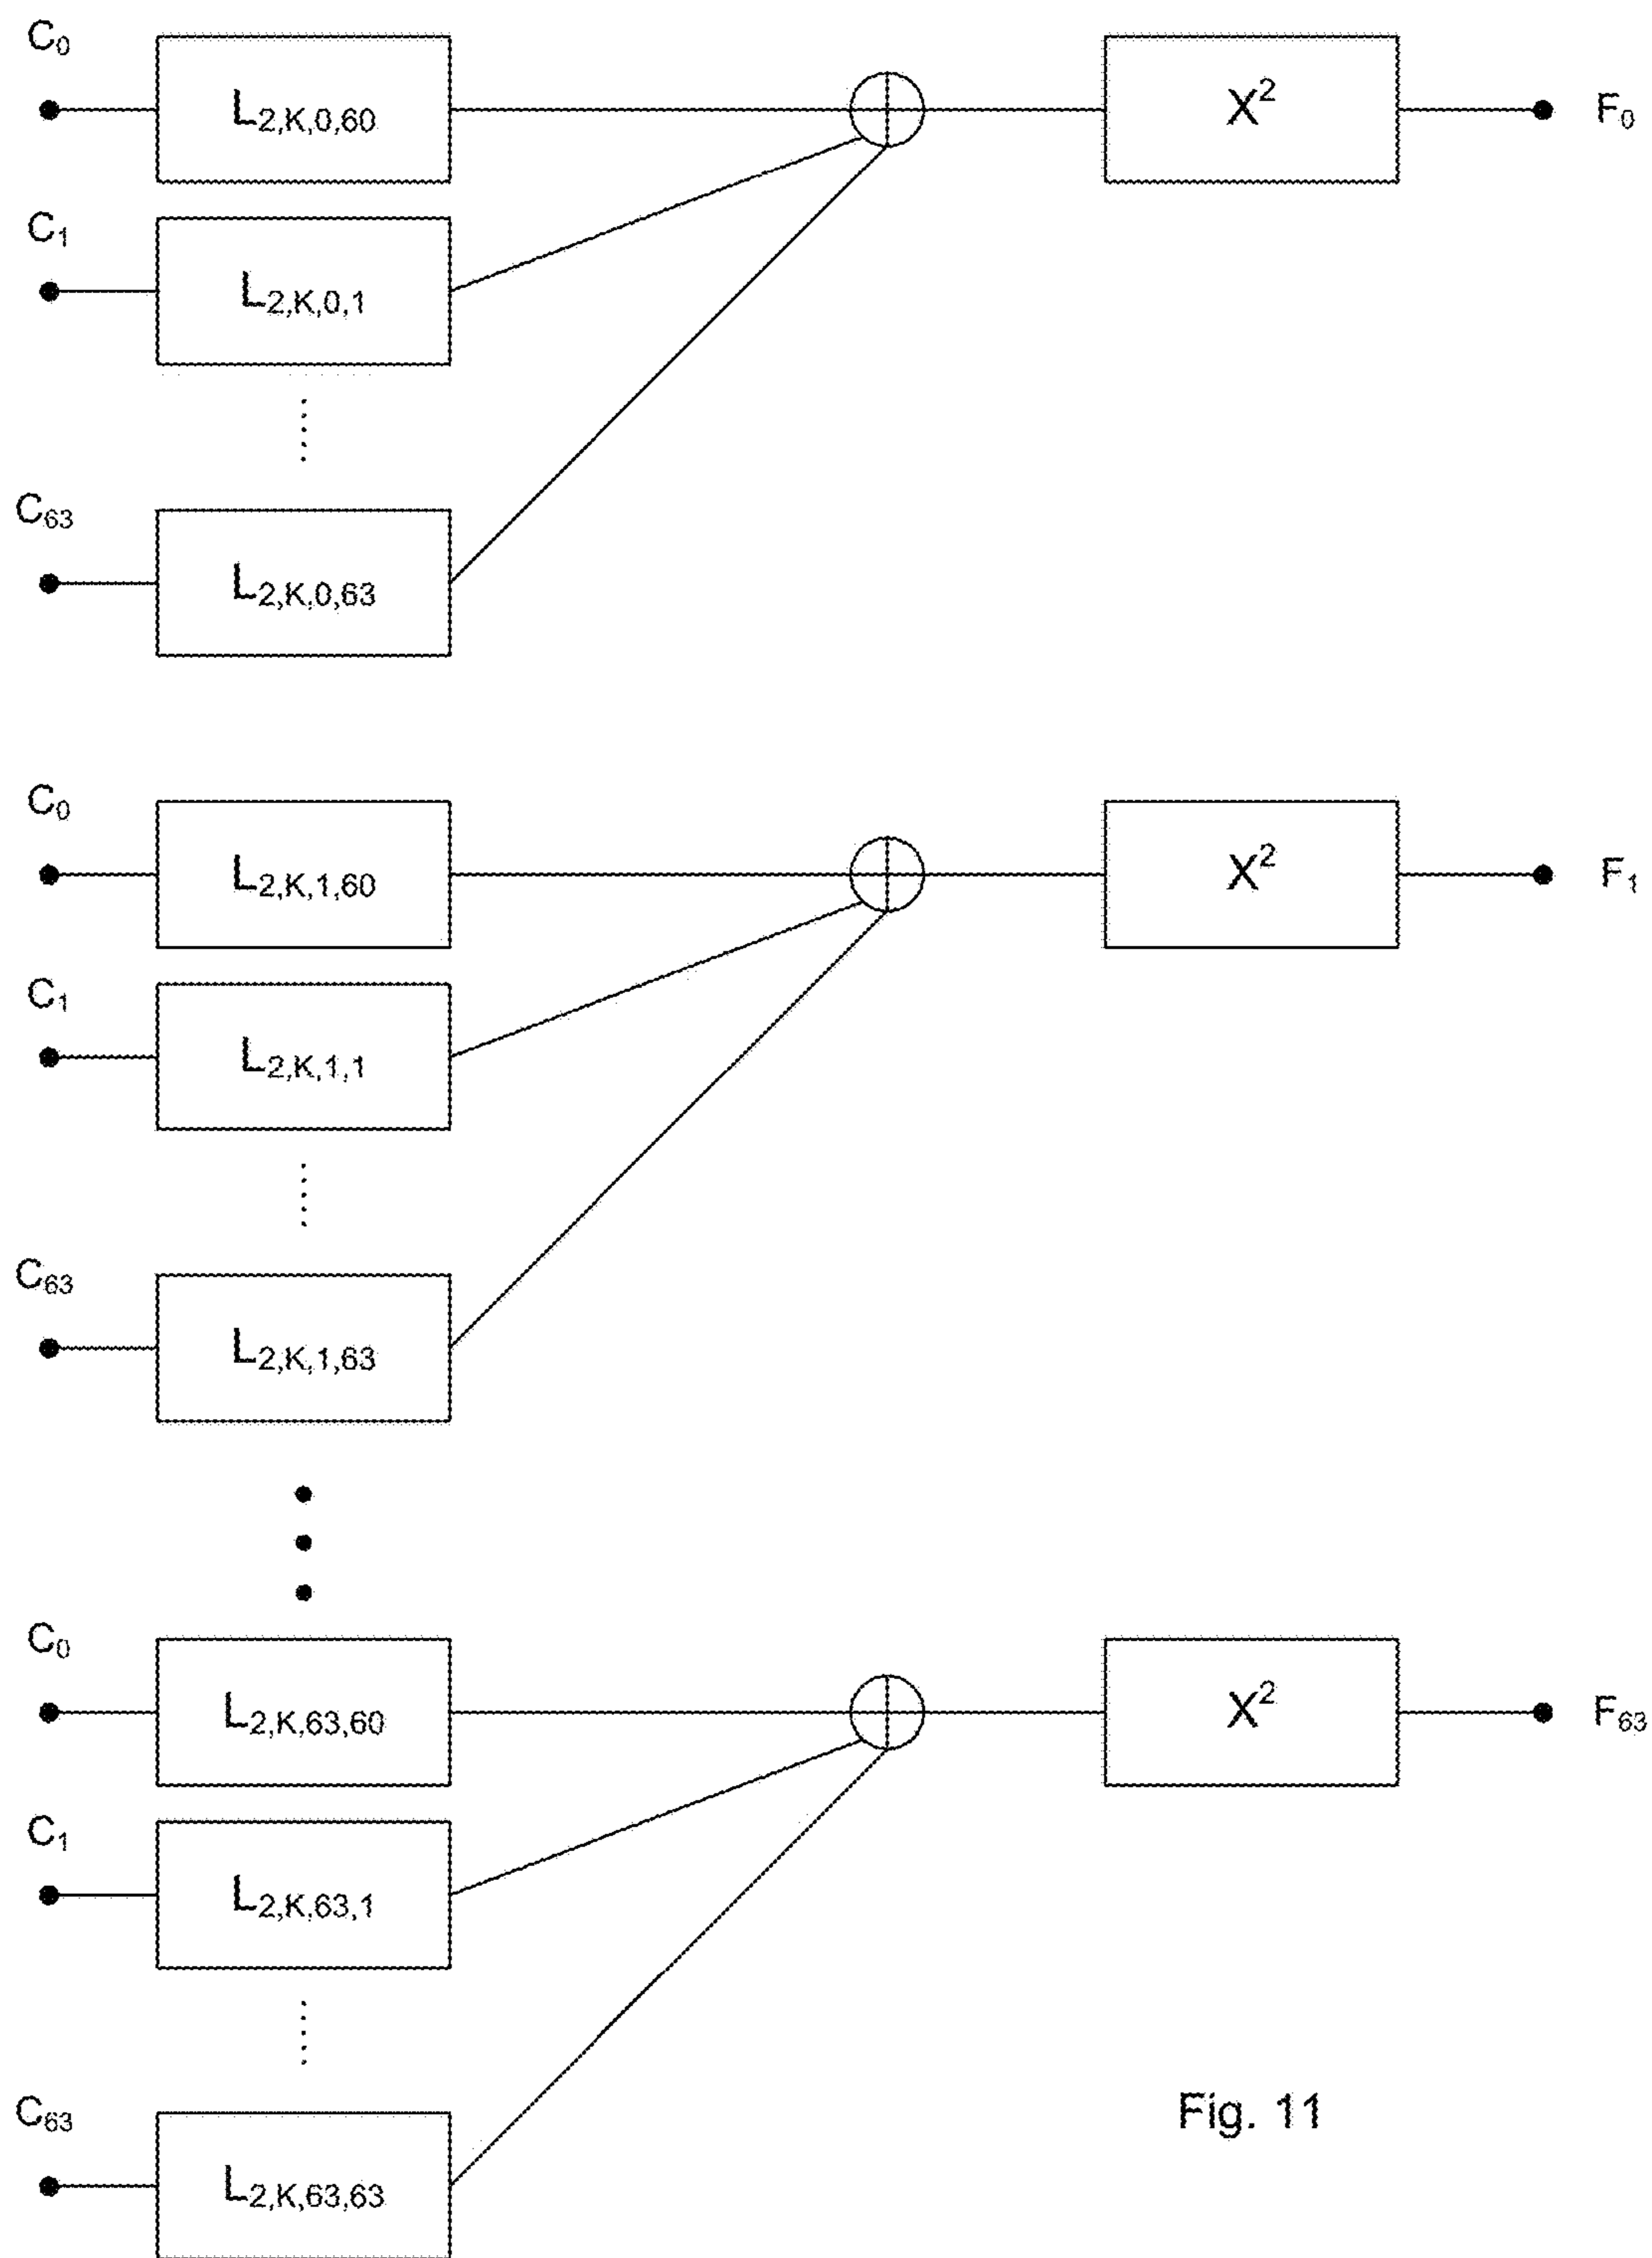 C₀
L₂,K,0,60
X²
F₀
C₁
L₂,K,0,1
C₆₃
L₂,K,0,63
C₀
L₂,K,1,60
X²
F₁
C₁
L₂,K,1,1
C₆₃
L₂,K,1,63
C₀
L₂,K,63,60
X²
F₆₃
C₁
L₂,K,63,1
C₆₃
L₂,K,63,63
Fig. 11